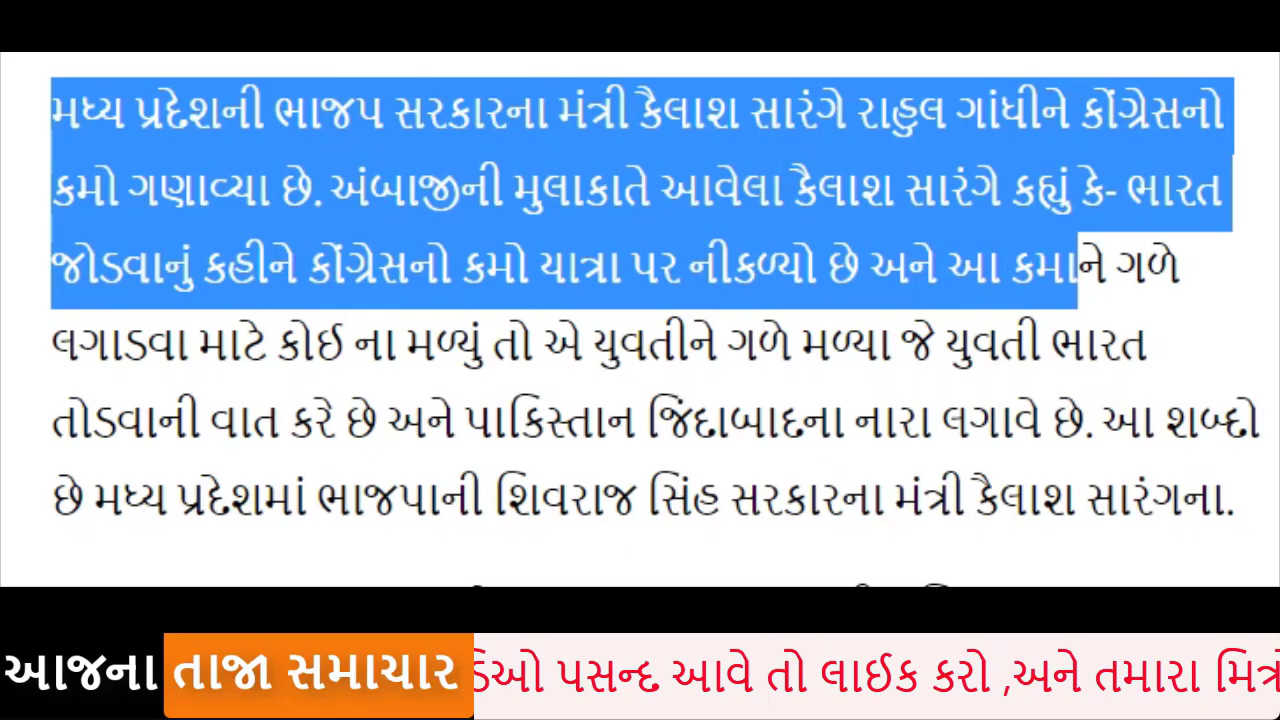 મધ્ય પ્રદેશની ભાજપ સરકારના મંત્રી કૈલાશ સારંગે રાહુલ ગાંધીને કોંગ્રેસનો
કમો ગણાવ્યા છે. અંબાજીની મુલાકાતે આવેલા કૈલાશ સારંગે કહ્યું કે- ભારત
જોડવાનું કહીને કોંગ્રેસનો કમો યાત્રા પર નીકળ્યો છે અને આ કમાને ગળે
લગાડવા માટે કોઈ ના મળ્યું તો એ યુવતીને ગળે મળ્યા જે યુવતી ભારત
તોડવાની વાત કરે છે અને પાકિસ્તાન જિંદાબાદના નારા લગાવે છે. આ શબ્દો
છે મધ્ય પ્રદેશમાં ભાજપાની શિવરાજ સિંહ સરકારના મંત્રી કૈલાશ સારંગના.
આજના તાજા સમાચાર
પસન્દ આવે તો લાઈક કરો ,અને તમારા